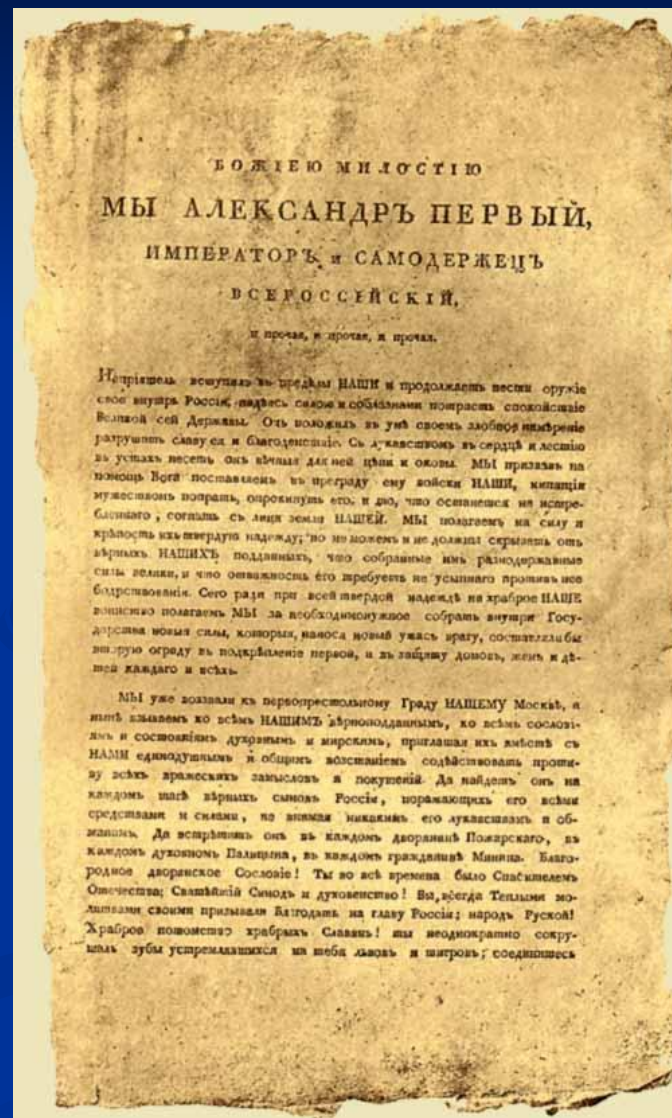 БОЖІЕЮ МИЛОСТІЮ
МЫ АЛЕКСАНДРЪ ПЕРВЫЙ,
ИМПЕРАТОРЪ и САМОДЕРЖЕЦЪ
ВСЕРОССІЙСКІЙ,
и прочая, и прочая, и прочая.
Непріятель вступилъ въ предѣлы НАШИ и продолжаетъ нести оружіе
свое внутрь Россіи, надѣясь силою и соблазнами потрясть спокойствіе
Великой сей Державы. Онъ положилъ въ умѣ своемъ злобное намѣреніе
разрушить славу ея и благоденствіе. Съ лукавствомъ въ сердцѣ и лестію
въ устахъ несетъ онъ вѣчныя для ней цѣпи и оковы. МЫ призвавъ на
помощь Бога поставляемъ въ преграду ему войски НАШИ, кипящія
мужествомъ попрать, опрокинуть его, и то, что останется не истре-
бленнаго, согнать съ лица земли НАШЕЙ. МЫ полагаемъ на силу и
крѣпость ихъ твердую надежду; но не можемъ и не должны скрывать отъ
вѣрныхъ НАШИХЪ подданныхъ, что собранные имъ разнодержавные
силы велики, и что отважность его требуетъ не усыпнаго противъ нее
бодрствованія. Сего ради при всей твердой надеждѣ на храброе НАШЕ
воинство полагаемъ МЫ за необходимонужное собрать внутри Госу-
дарства новыя силы, которыя, нанося новый ужасъ врагу, составляли бы
вторую ограду въ подкрѣпленіе первой, и въ защиту домовъ, женъ и дѣ-
тей каждаго и всѣхъ.
МЫ уже воззвали къ первопрестольному Граду НАШЕМУ Москвѣ, а
нынѣ взываемъ ко всѣмъ НАШИМЪ вѣрноподданнымъ, ко всѣмъ сослові-
ямъ и состояніямъ духовнымъ и мирскимъ, приглашая ихъ вмѣстѣ съ
НАМИ единодушнымъ и общимъ возстаніемъ содѣйствовать проти-
ву всѣхъ вражескихъ замысловъ и покушеній. Да найдетъ онъ на
каждомъ шагѣ вѣрныхъ сыновъ Россіи, поражающихъ его всѣми
средствами и силами, не внимая никакимъ его лукавствамъ и об-
манамъ. Да встрѣтитъ онъ въ каждомъ дворянинѣ Пожарскаго, въ
каждомъ духовномъ Палицына, въ каждомъ гражданинѣ Минина. Благо-
родное дворянское Сословіе! Ты во всѣ времена было Спасителемъ
Отечества; Святѣйшій Синодъ и духовенство! Вы всегда Теплыми мо-
литвами своими призывали Благодать на главу Россіи; народъ Руской!
Храброе потомство храбрыхъ Славянъ! ты неоднократно сокру-
шалъ зубы устремлявшихся на тебя львовъ и тигровъ; соединитесь